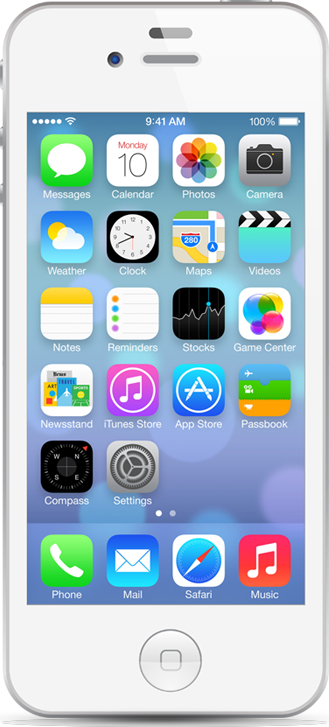 9:41 AM 100%
Monday
10
Messages Calendar Photos Camera
280
A
Weather Clock Maps Videos
Notes Reminders Stocks Game Center
Newsstand iTunes Store App Store Passbook
N
W E
S
Compass Settings
Phone Mail Safari Music